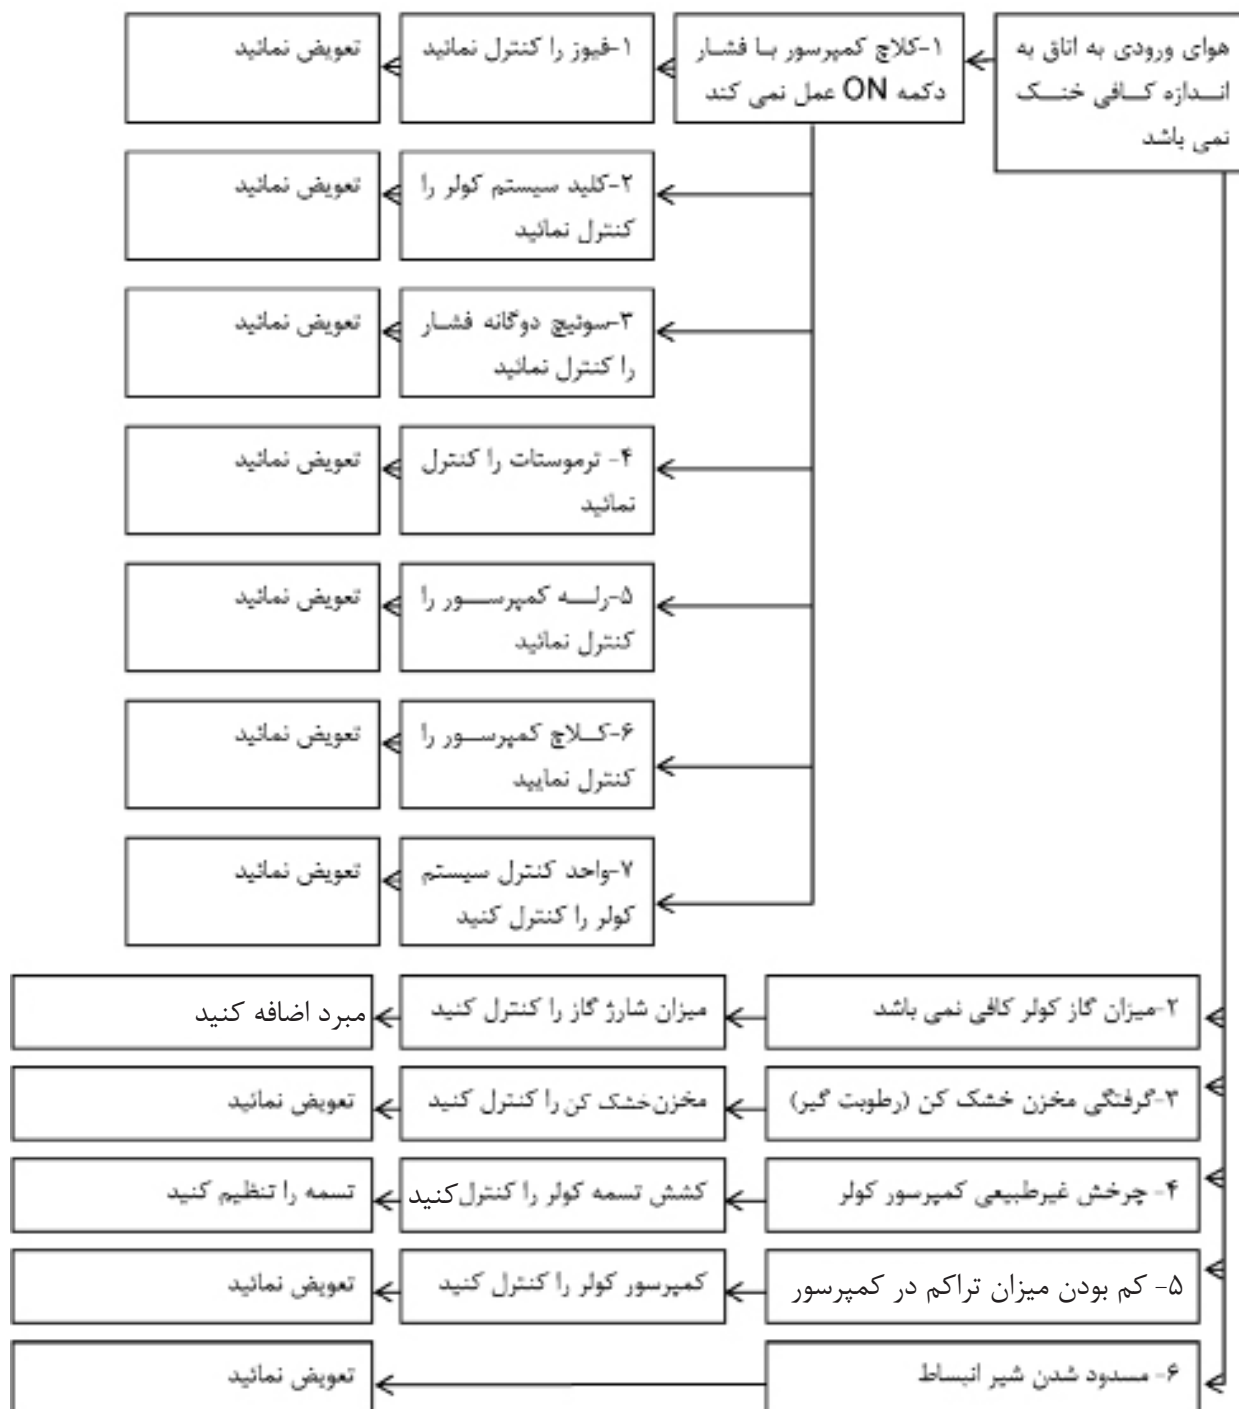 هوای ورودی به اتاق به
اندازه کافی خنک
نمی باشد
۱-کلاچ کمپرسور با فشار
دکمه ON عمل نمی کند
۱-فیوز را کنترل نمائید
تعویض نمائید
۲-کلید سیستم کولر را
کنترل نمائید
تعویض نمائید
۳-سوئیچ دوگانه فشار
را کنترل نمائید
تعویض نمائید
۴- ترموستات را کنترل
نمائید
تعویض نمائید
۵-رله کمپرسور را
کنترل نمائید
تعویض نمائید
۶-کلاچ کمپرسور را
کنترل نمایید
تعویض نمائید
۷-واحد کنترل سیستم
کولر را کنترل کنید
تعویض نمائید
۲-میزان گاز کولر کافی نمی باشد
میزان شارژ گاز را کنترل کنید
مبرد اضافه کنید
۳-گرفتگی مخزن خشک کن (رطوبت گیر)
مخزن خشک کن را کنترل کنید
تعویض نمائید
۴- چرخش غیرطبیعی کمپرسور کولر
کشش تسمه کولر را کنترل کنید
تسمه را تنظیم کنید
۵- کم بودن میزان تراکم در کمپرسور
کمپرسور کولر را کنترل کنید
تعویض نمائید
۶- مسدود شدن شیر انبساط
تعویض نمائید